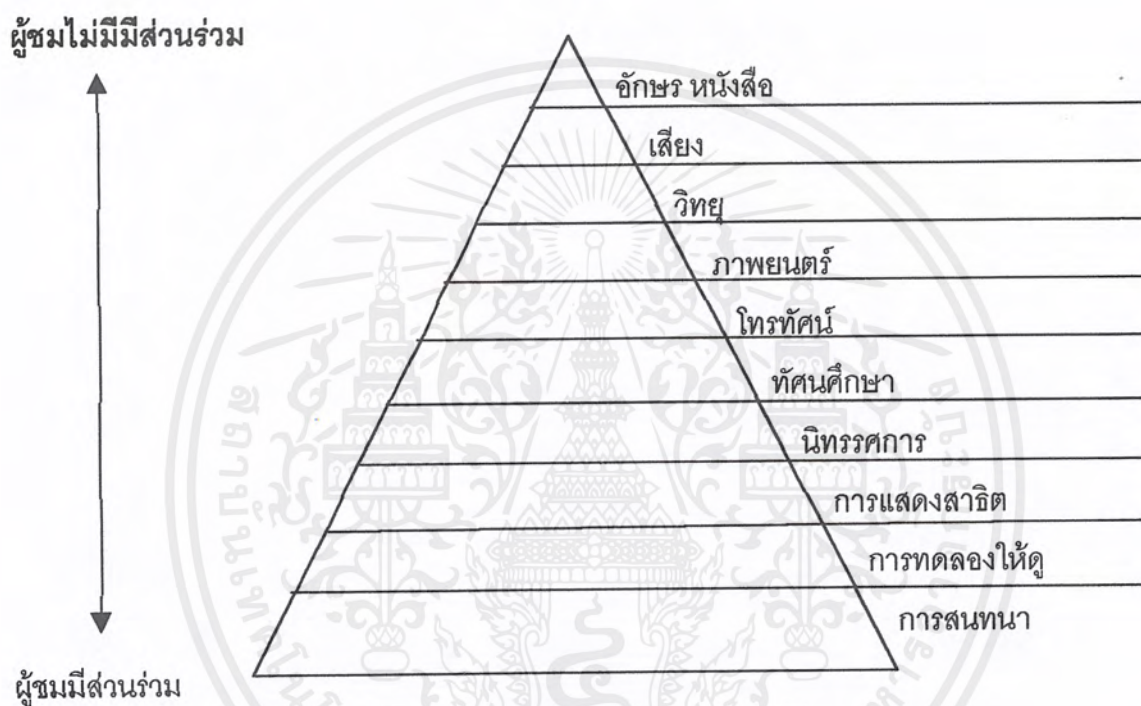 ผู้ชมไม่มีมีส่วนร่วม
อักษร หนังสือ
เสียง
วิทยุ
ภาพยนตร์
โทรทัศน์
ทัศนศึกษา
นิทรรศการ
การแสดงสาธิต
การทดลองให้ดู
การสนทนา
ผู้ชมมีส่วนร่วม